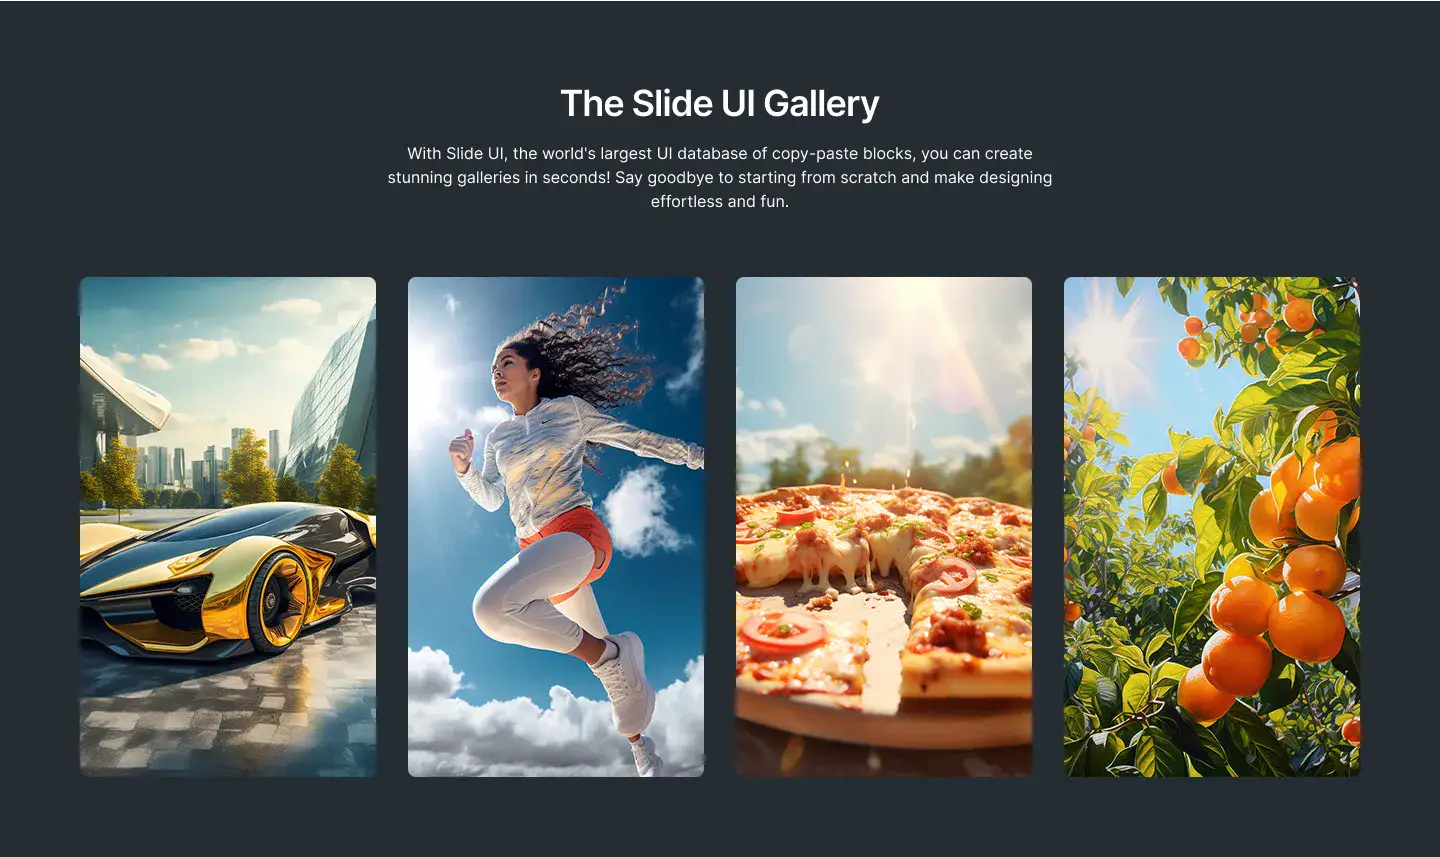 The Slide UI Gallery
With Slide UI, the world's largest UI database of copy-paste blocks, you can create
stunning galleries in seconds! Say goodbye to starting from scratch and make designing
effortless and fun.